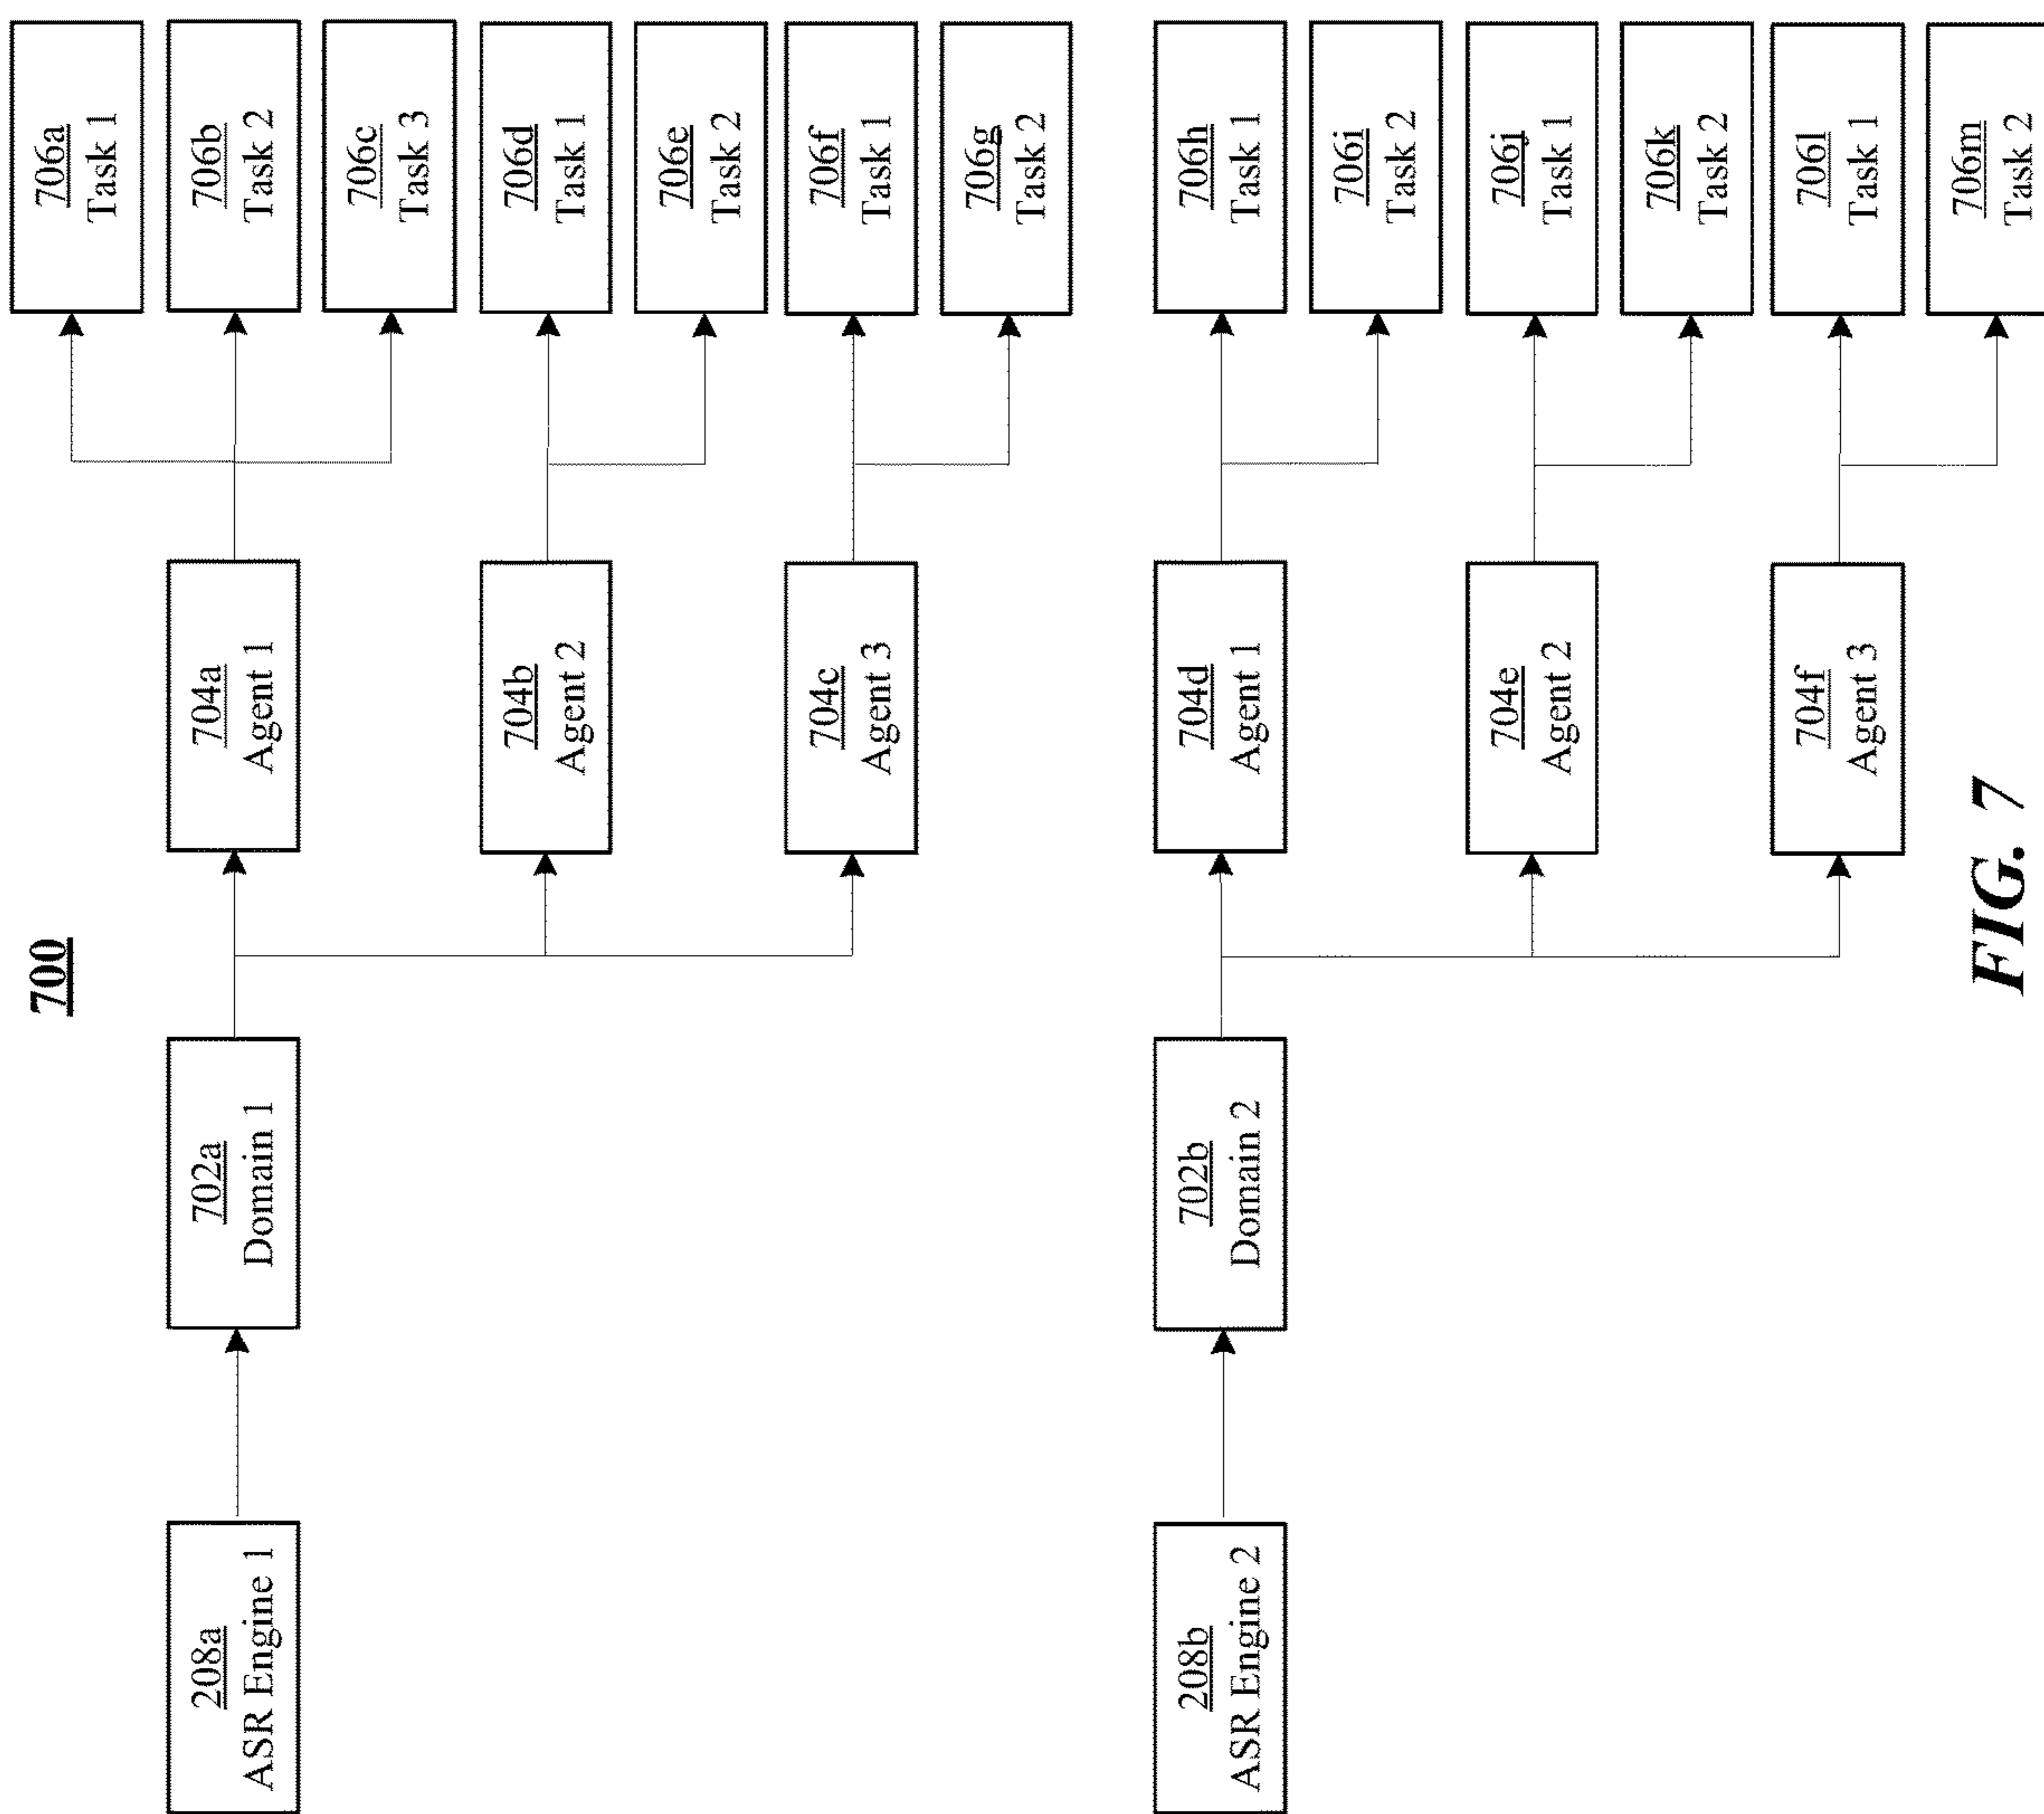 700
208a
ASR Engine 1
702a
Domain 1
704a
Agent 1
706a
Task 1
706b
Task 2
706c
Task 3
704b
Agent 2
706d
Task 1
706e
Task 2
704c
Agent 3
706f
Task 1
706g
Task 2
208b
ASR Engine 2
702b
Domain 2
704d
Agent 1
706h
Task 1
706i
Task 2
704e
Agent 2
706j
Task 1
706k
Task 2
704f
Agent 3
706l
Task 1
706m
Task 2
FIG. 7